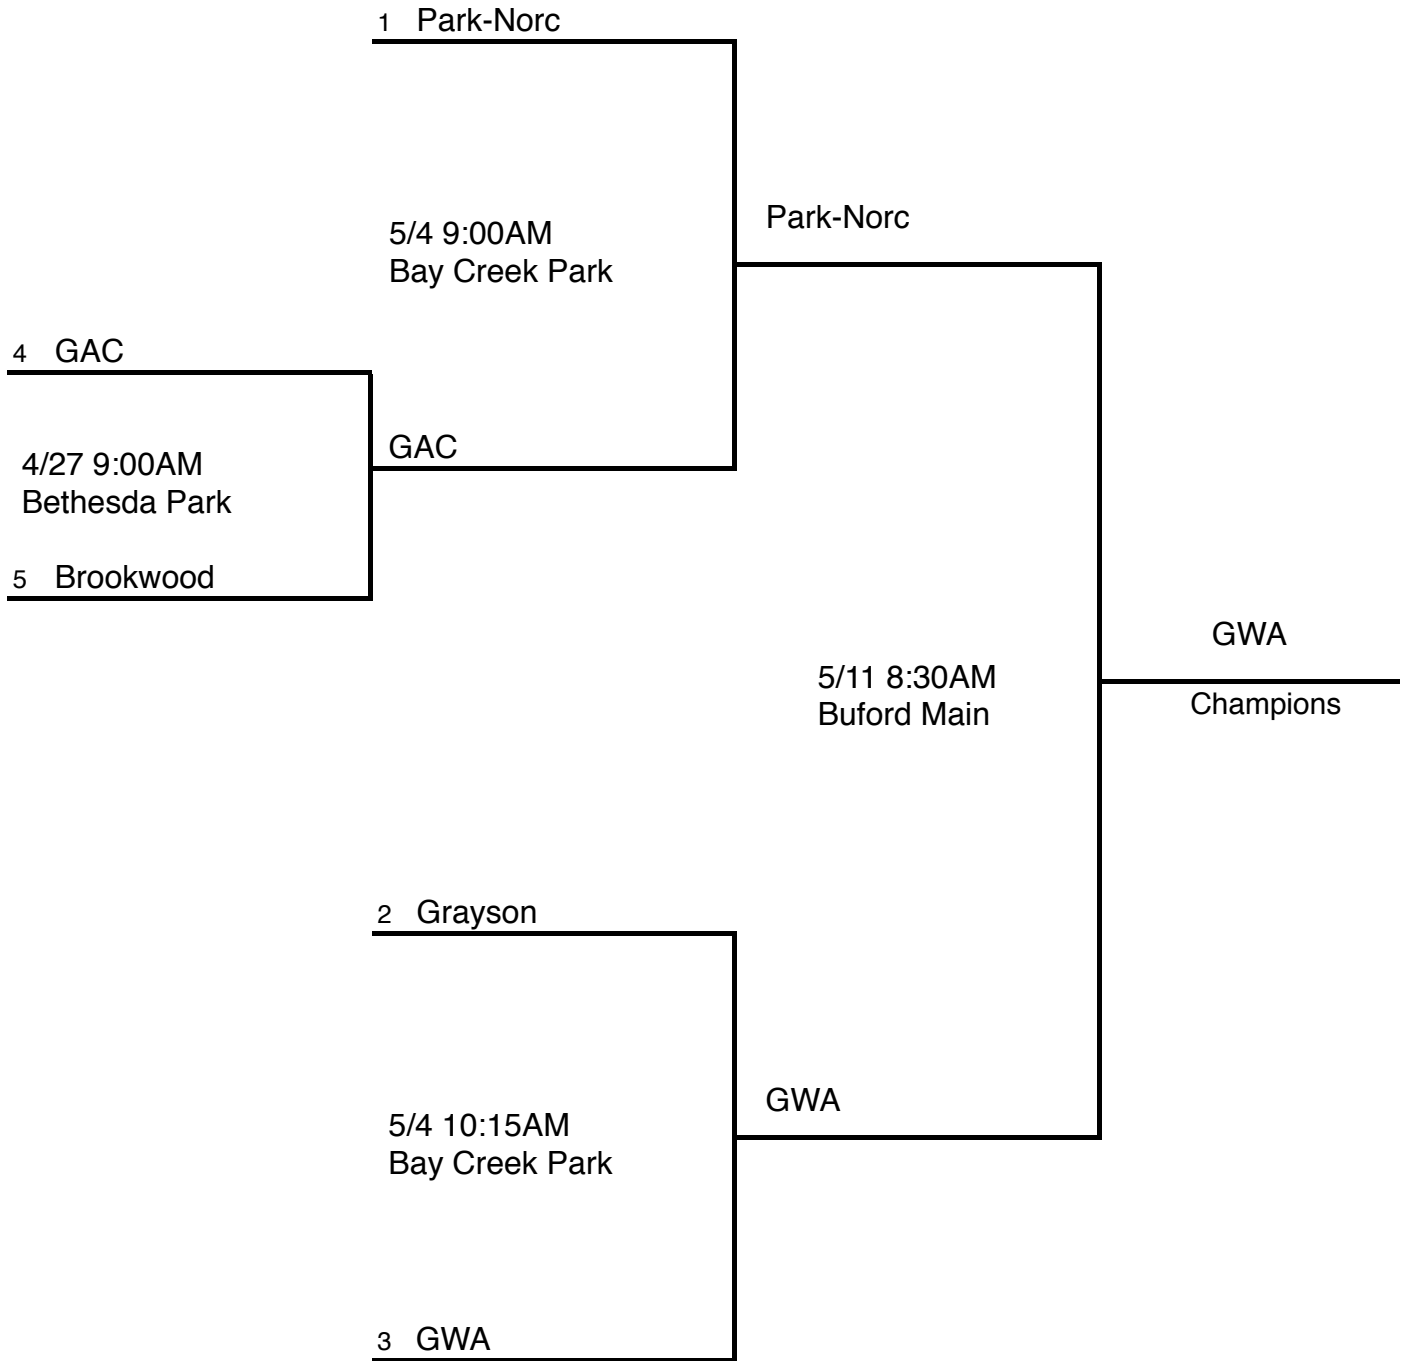 1 Park-Norc
5/4 9:00AM
Bay Creek Park
Park-Norc
4 GAC
GAC
4/27 9:00AM
Bethesda Park
5 Brookwood
GWA
Champions
5/11 8:30AM
Buford Main
2 Grayson
5/4 10:15AM
Bay Creek Park
GWA
3 GWA